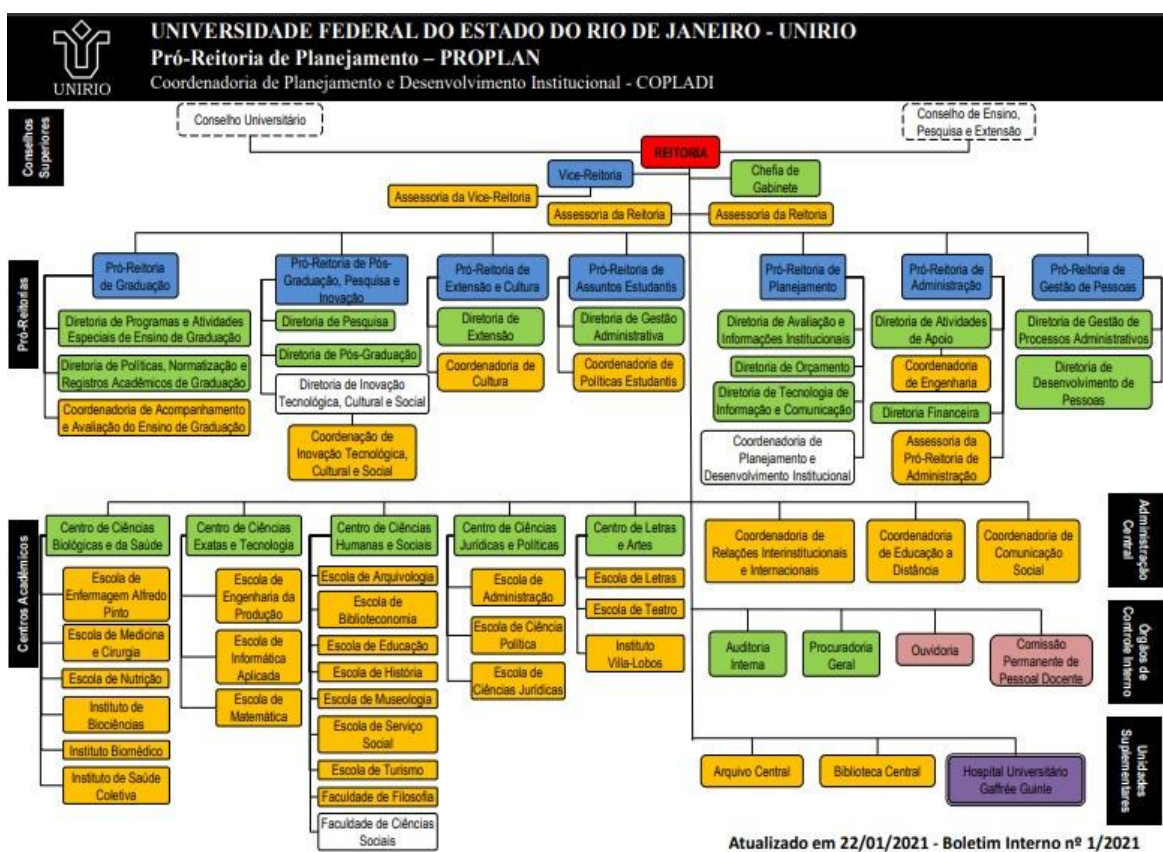 UNIRIO
UNIVERSIDADE FEDERAL DO ESTADO DO RIO DE JANEIRO - UNIRIO
Pró-Reitoria de Planejamento – PROPLAN
Coordenadoria de Planejamento e Desenvolvimento Institucional - COPLADI
Conselhos
Superiores
Conselho Universitário
Conselho de Ensino,
Pesquisa e Extensão
REITORIA
Vice-Reitoria
Chefia de
Gabinete
Assessoria da Vice-Reitoria
Assessoria da Reitoria
Assessoria da Reitoria
Pró-Reitorias
Pró-Reitoria
de Graduação
Diretoria de Programas e Atividades
Especiais de Ensino de Graduação
Diretoria de Políticas, Normatização e
Registros Acadêmicos de Graduação
Coordenadoria de Acompanhamento
e Avaliação do Ensino de Graduação
Pró-Reitoria de Pós-
Graduação, Pesquisa e
Inovação
Diretoria de Pesquisa
Diretoria de Pós-Graduação
Diretoria de Inovação
Tecnológica, Cultural e Social
Coordenação de
Inovação Tecnológica,
Cultural e Social
Pró-Reitoria de
Extensão e Cultura
Diretoria de
Extensão
Coordenadoria de
Cultura
Pró-Reitoria de
Assuntos Estudantis
Diretoria de Gestão
Administrativa
Coordenadoria de
Políticas Estudantis
Pró-Reitoria de
Planejamento
Diretoria de Avaliação e
Informações Institucionais
Diretoria de Orçamento
Diretoria de Tecnologia de
Informação e Comunicação
Coordenadoria de
Planejamento e
Desenvolvimento Institucional
Pró-Reitoria de
Administração
Diretoria de Atividades
de Apoio
Coordenadoria
de Engenharia
Diretoria Financeira
Assessoria da
Pró-Reitoria de
Administração
Pró-Reitoria de
Gestão de Pessoas
Diretoria de Gestão de
Processos Administrativos
Diretoria de
Desenvolvimento de
Pessoas
Centros Acadêmicos
Centro de Ciências
Biológicas e da Saúde
Escola de
Enfermagem Alfredo
Pinto
Escola de Medicina
e Cirurgia
Escola de Nutrição
Instituto de
Biociências
Instituto Biomédico
Instituto de Saúde
Coletiva
Centro de Ciências
Exatas e Tecnologia
Escola de
Engenharia da
Produção
Escola de
Informática
Aplicada
Escola de
Matemática
Centro de Ciências
Humanas e Sociais
Escola de Arquivologia
Escola de
Biblioteconomia
Escola de Educação
Escola de História
Escola de Museologia
Escola de Serviço
Social
Escola de Turismo
Faculdade de Filosofia
Faculdade de Ciências
Sociais
Centro de Ciências
Jurídicas e Políticas
Escola de
Administração
Escola de Ciência
Política
Escola de
Ciências Jurídicas
Centro de Letras
e Artes
Escola de Letras
Escola de Teatro
Instituto
Villa-Lobos
Coordenadoria de
Relações Interinstitucionais
e Internacionais
Coordenadoria
de Educação a
Distância
Coordenadoria de
Comunicação
Social
Administração
Central
Auditoria
Interna
Procuradoria
Geral
Ouvidoria
Comissão
Permanente de
Pessoal Docente
Órgãos de
Controle Interno
Arquivo Central
Biblioteca Central
Hospital Universitário
Gaffrée Guinle
Unidades
Suplementares
Atualizado em 22/01/2021 - Boletim Interno nº 1/2021